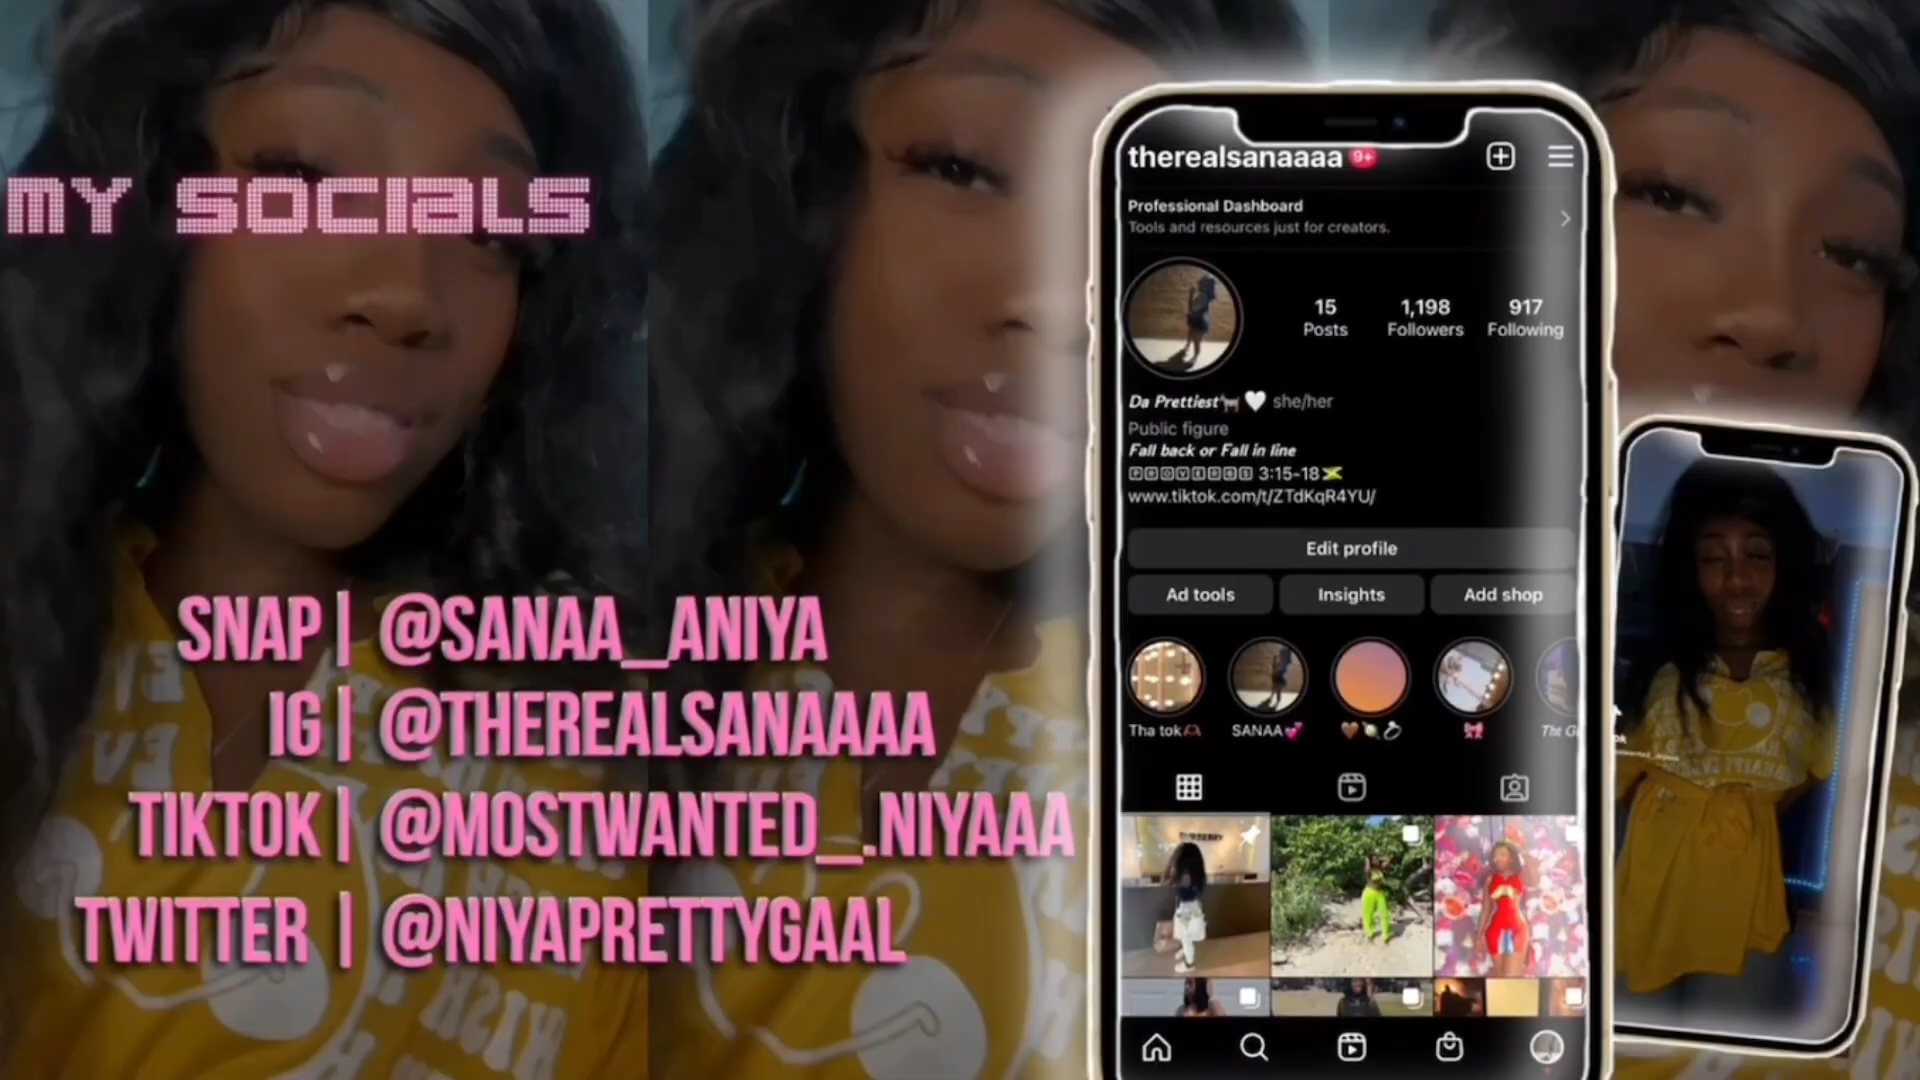 MY SOCIALS
SNAP | @SANAA_ANIYA
IG | @THEREALSANAAAA
TIKTOK | @MOSTWANTED_.NIYAAA
TWITTER | @NIYAPRETTYGAAL
therealsanaaaa 9+
Professional Dashboard
Tools and resources just for creators.
15 1,198 917
Posts Followers Following
Da Prettiest🐐🤍 she/her
Public figure
Fall back or Fall in line
🄿🅁🄾🅅🄴🅁🄱🅂 3:15-18🇯🇲
www.tiktok.com/t/ZTdKqR4YU/
Edit profile
Ad tools Insights Add shop
Tha tok SANAA💕
BURBERRY